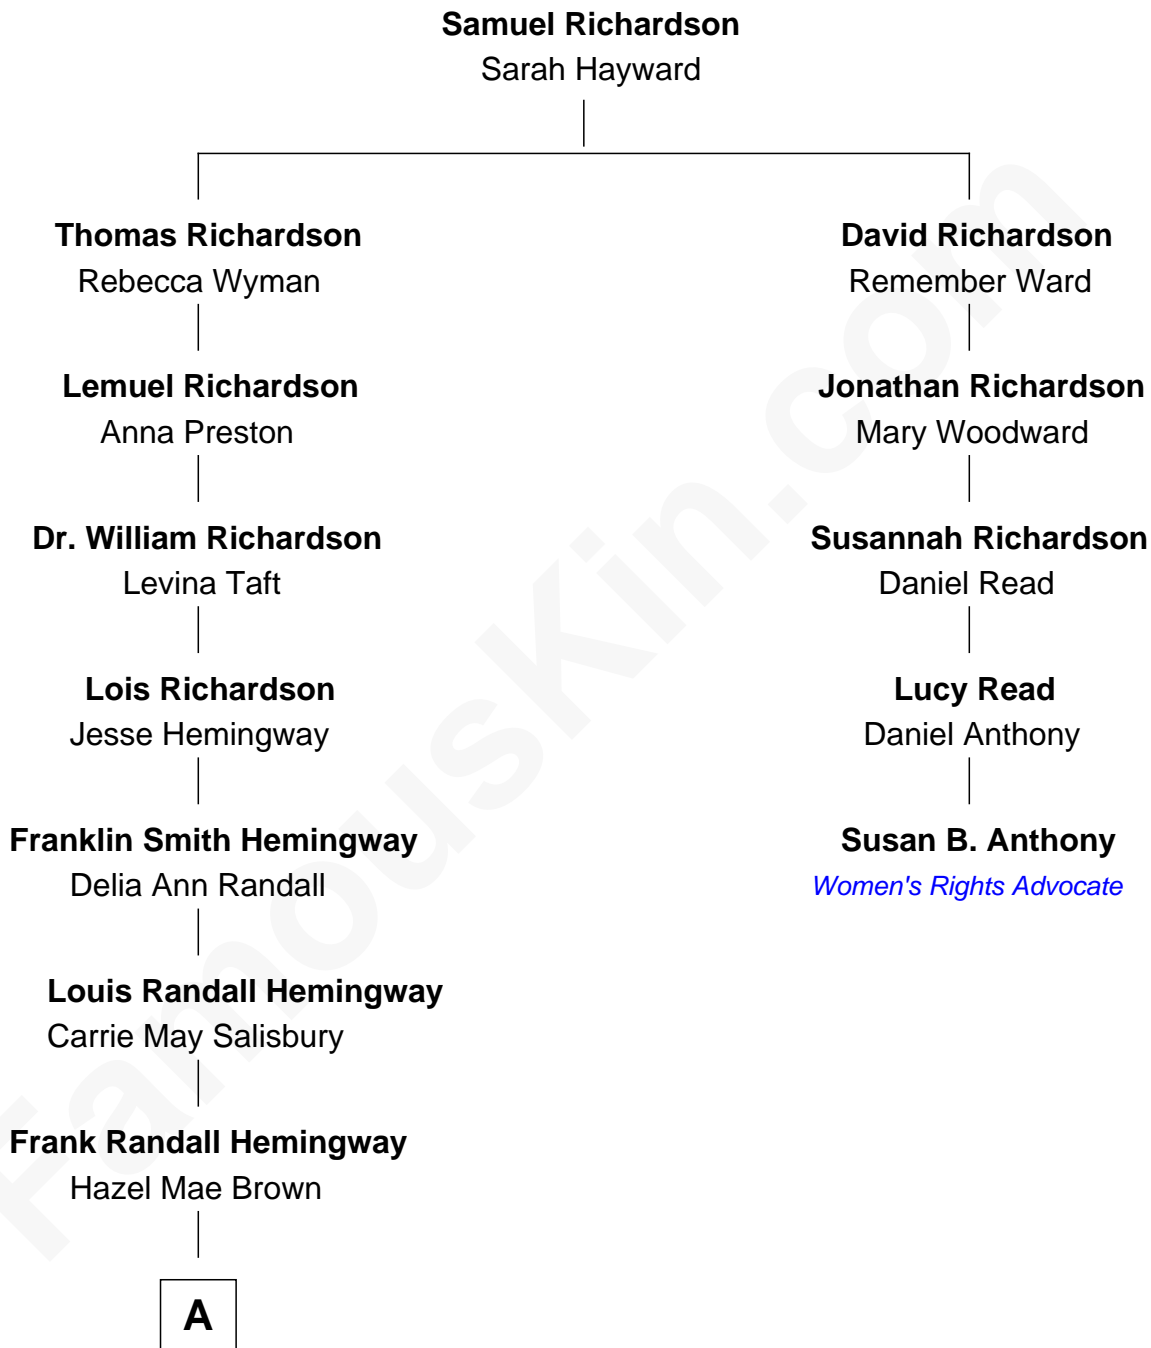 Samuel Richardson
Sarah Hayward
Thomas Richardson
Rebecca Wyman
David Richardson
Remember Ward
Lemuel Richardson
Anna Preston
Jonathan Richardson
Mary Woodward
Dr. William Richardson
Levina Taft
Susannah Richardson
Daniel Read
Lois Richardson
Jesse Hemingway
Lucy Read
Daniel Anthony
Franklin Smith Hemingway
Delia Ann Randall
Susan B. Anthony
Women's Rights Advocate
Louis Randall Hemingway
Carrie May Salisbury
Frank Randall Hemingway
Hazel Mae Brown
A
FamousKin.com